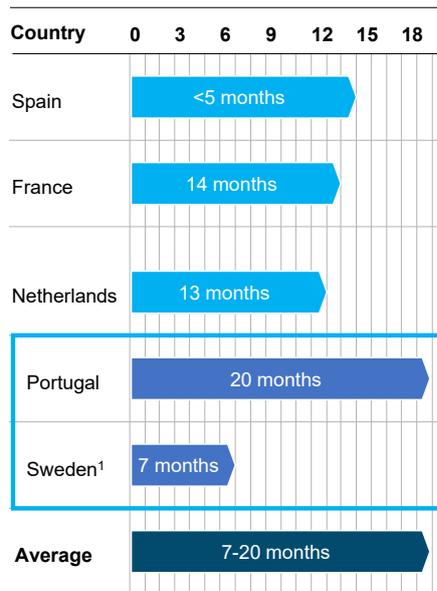 Country 0 3 6 9 12 15 18
Spain <5 months
France 14 months
Netherlands 13 months
Portugal 20 months
Sweden¹ 7 months
Average 7-20 months